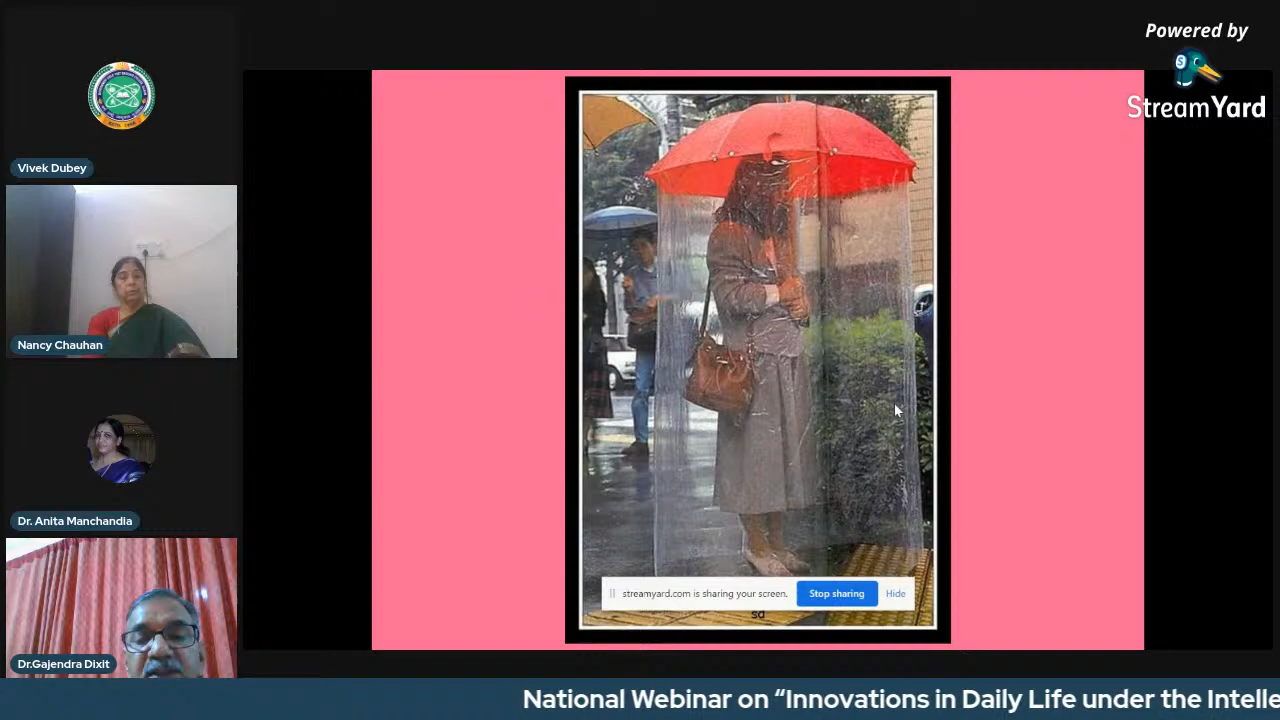 Powered by
StreamYard
Vivek Dubey
Nancy Chauhan
Dr. Anita Manchandia
Dr.Gajendra Dixit
streamyard.com is sharing your screen.
Stop sharing
Hide
sd
National Webinar on “Innovations in Daily Life under the Intelle